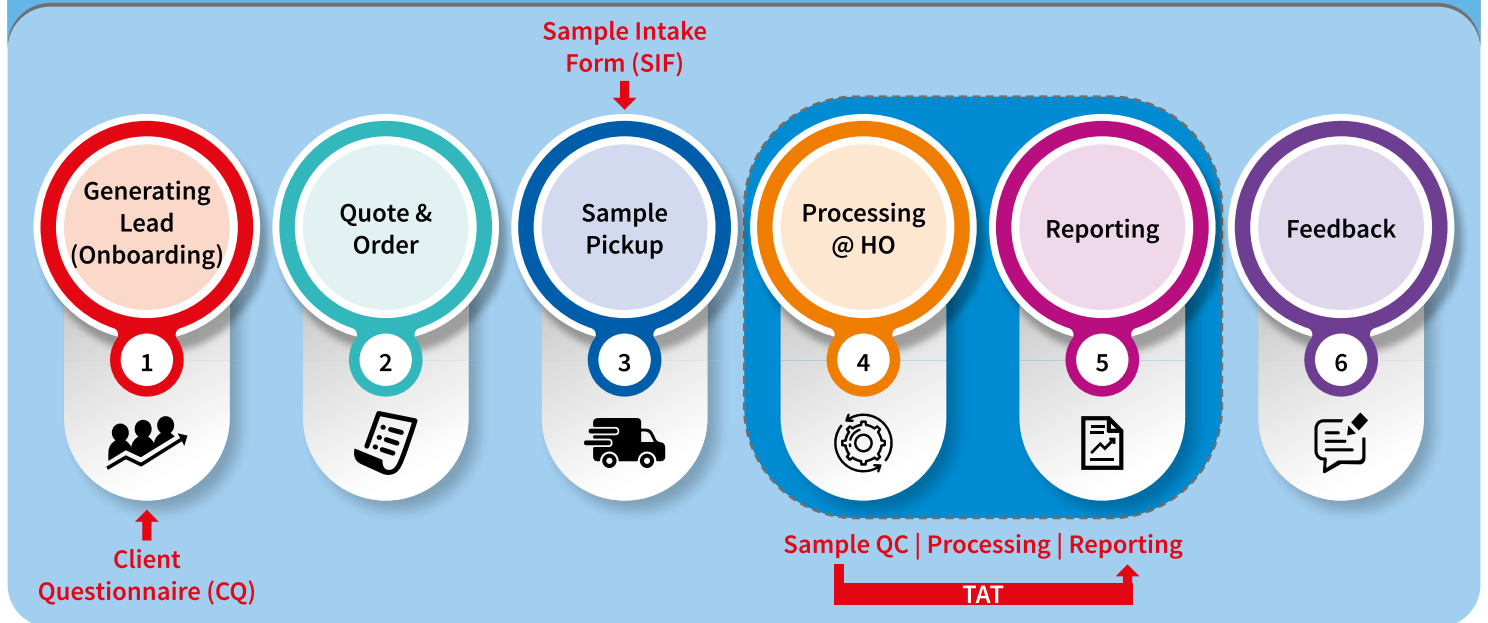 Sample Intake
Form (SIF)
Generating
Lead
(Onboarding)
Quote &
Order
Sample
Pickup
Processing
@ HO
Reporting
Feedback
1
2
3
4
5
6
Client
Questionnaire (CQ)
Sample QC | Processing | Reporting
TAT